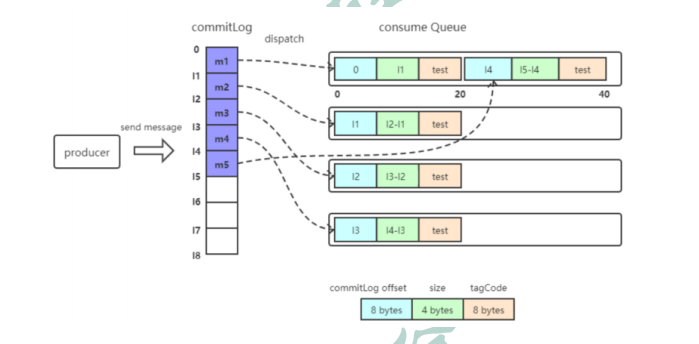 commitLog
consume Queue
dispatch
0
m1
0
l1
test
l4
l5-l4
test
l1
0
20
40
m2
l2
l1
l2-l1
test
m3
send message
l3
producer
m4
l4
m5
l2
l3-l2
test
l5
l6
l3
l4-l3
test
l7
l8
commitLog offset
size
tagCode
8 bytes
4 bytes
8 bytes